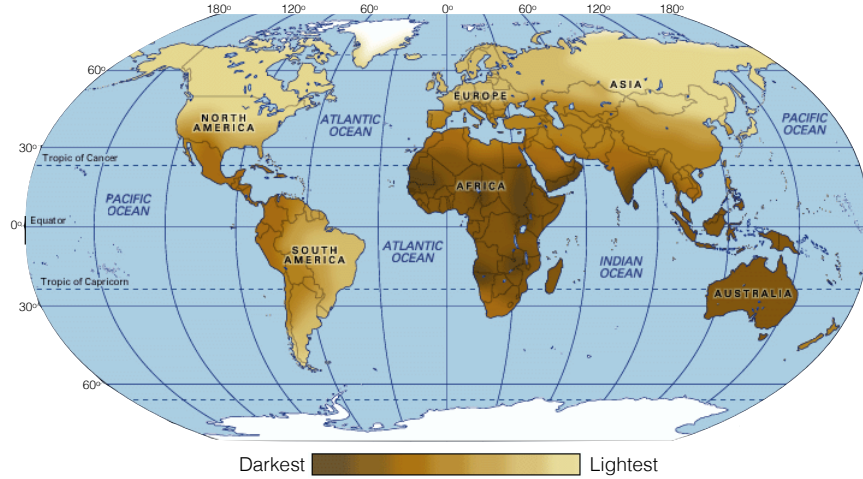 180° 120° 60° 0° 60° 120° 180°
60°
ASIA
EUROPE
NORTH
AMERICA
ATLANTIC
OCEAN
PACIFIC
OCEAN
30°
Tropic of Cancer
AFRICA
PACIFIC
OCEAN
Equator
0°
SOUTH
AMERICA
ATLANTIC
OCEAN
INDIAN
OCEAN
Tropic of Capricorn
AUSTRALIA
30°
60°
Darkest Lightest